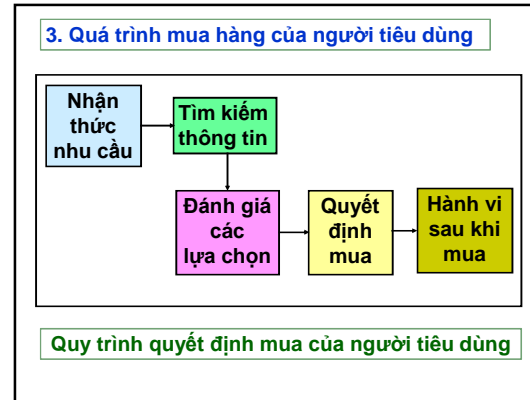 3. Quá trình mua hàng của người tiêu dùng
Nhận
thức
nhu cầu
Tìm kiếm
thông tin
Đánh giá
các
lựa chọn
Quyết
định
mua
Hành vi
sau khi
mua
Quy trình quyết định mua của người tiêu dùng